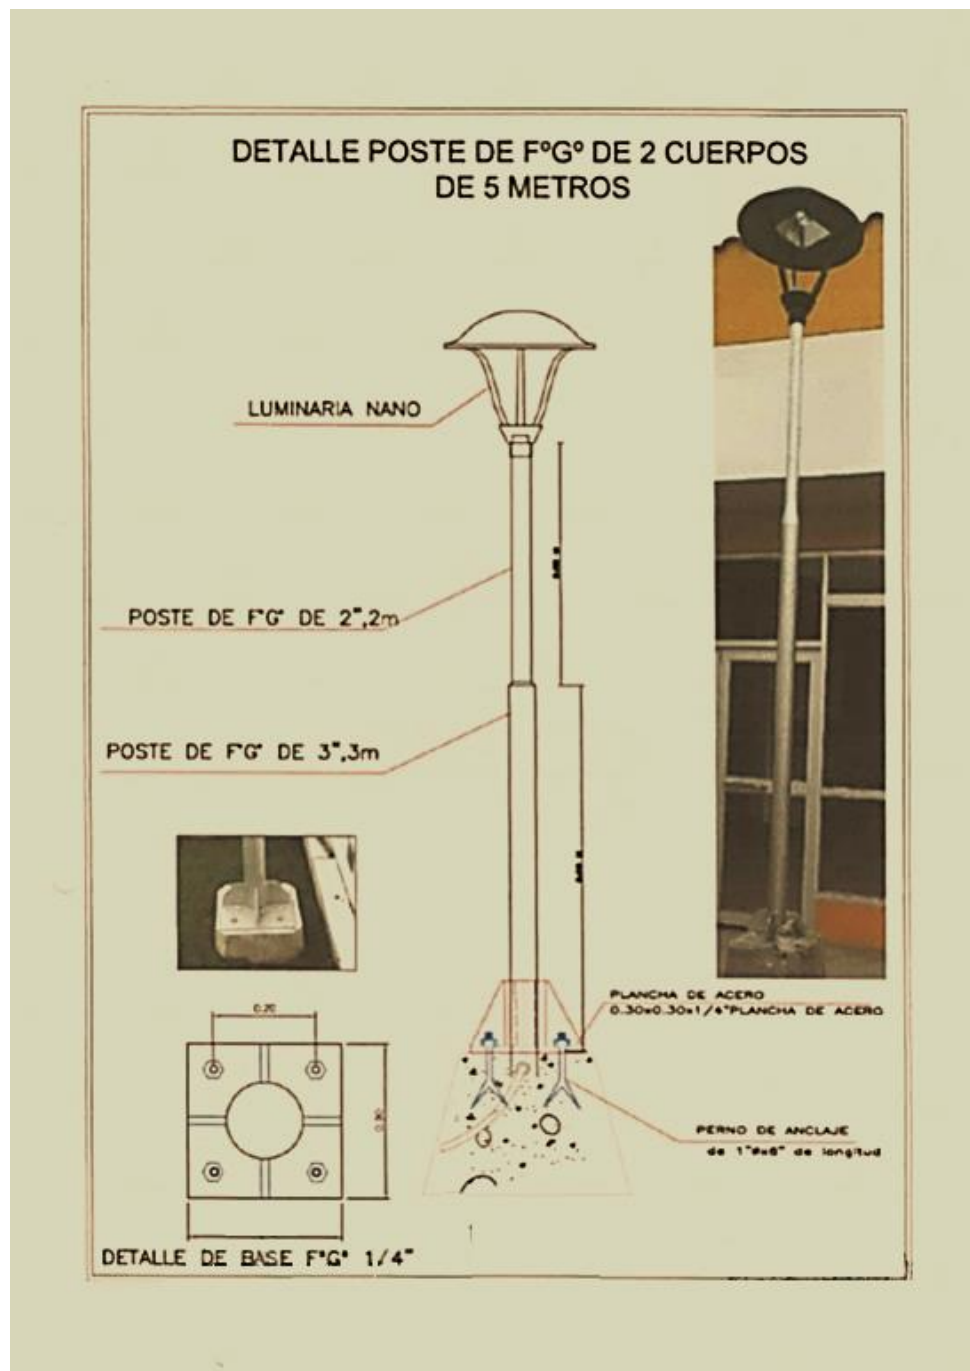 DETALLE POSTE DE FºGº DE 2 CUERPOS
DE 5 METROS
LUMINARIA NANO
POSTE DE F°G° DE 2",2m
POSTE DE F°G° DE 3",3m
PLANCHA DE ACERO
0.30x0.30x1/4"PLANCHA DE ACERO
0.20
PERNO DE ANCLAJE
de 1"øx6" de longitud
DETALLE DE BASE F°G° 1/4"